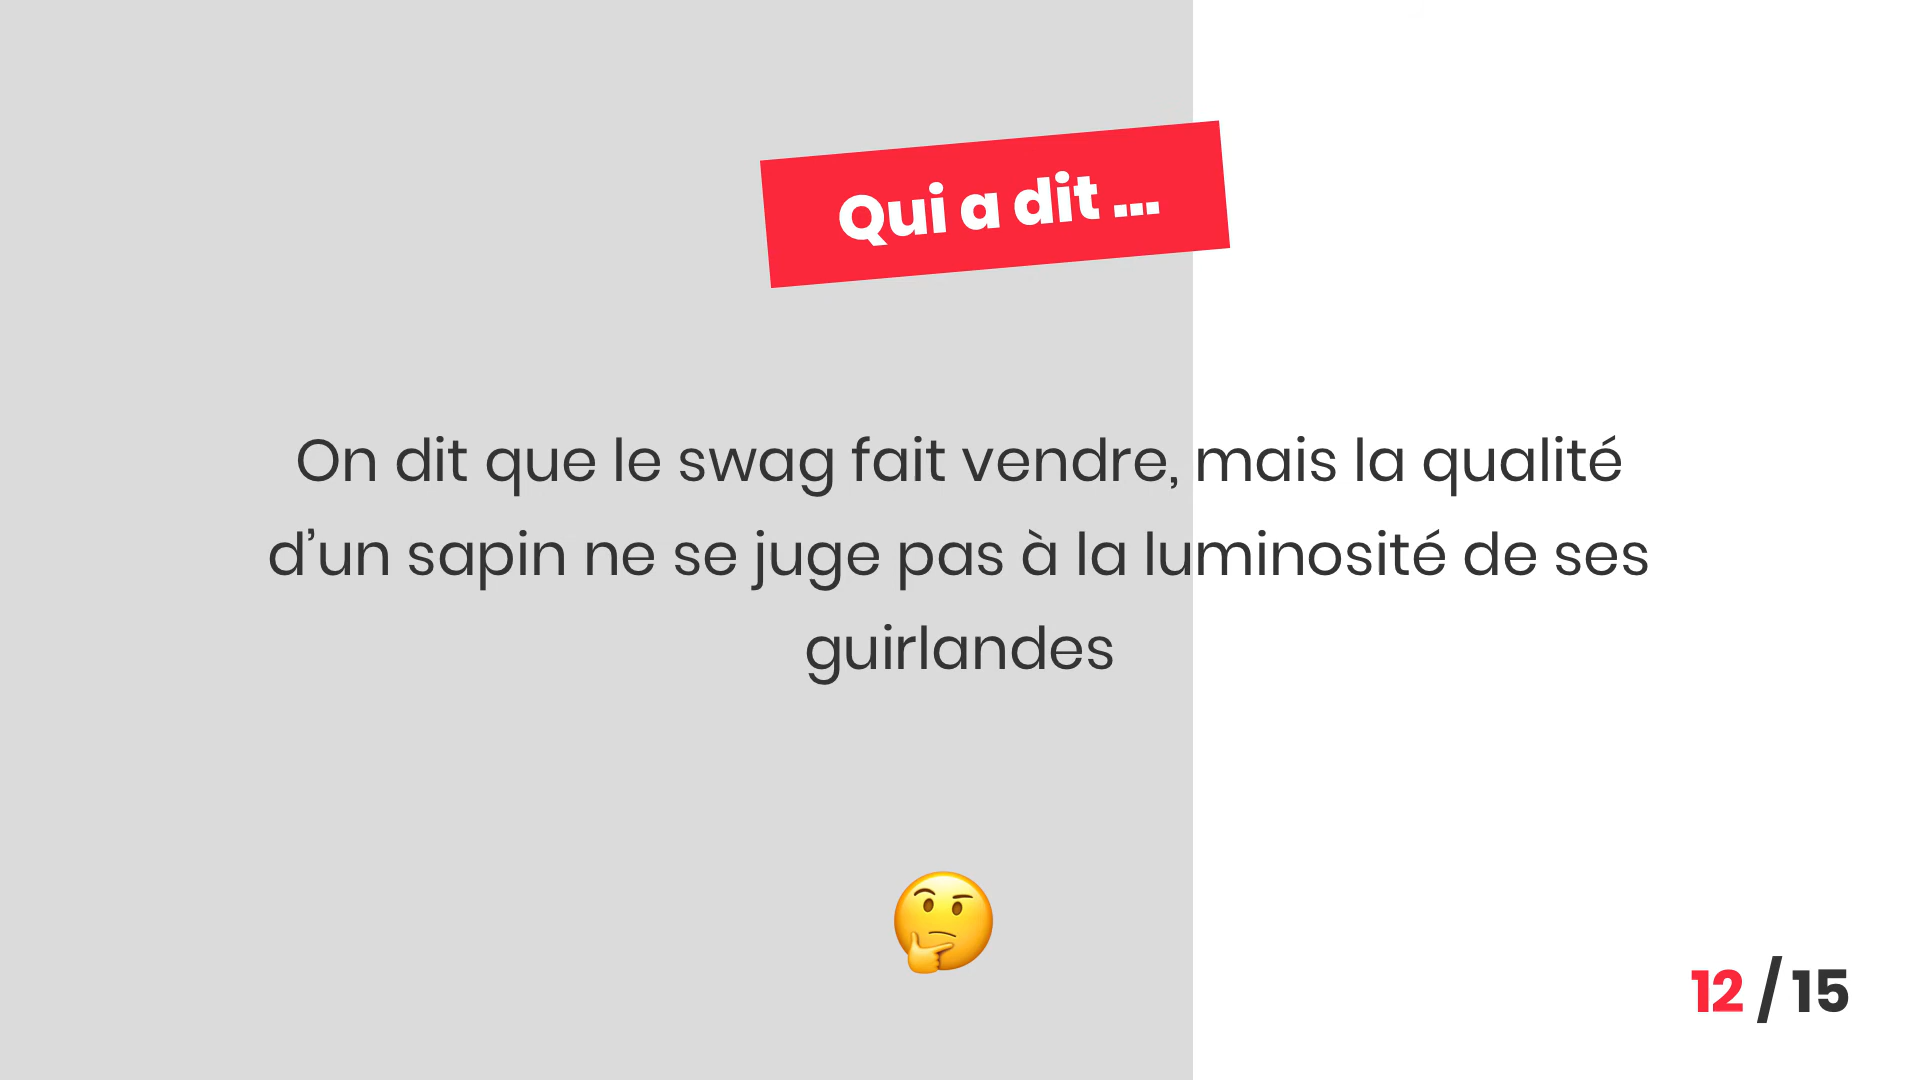 Qui a dit ...
On dit que le swag fait vendre, mais la qualité
d’un sapin ne se juge pas à la luminosité de ses
guirlandes
12 / 15